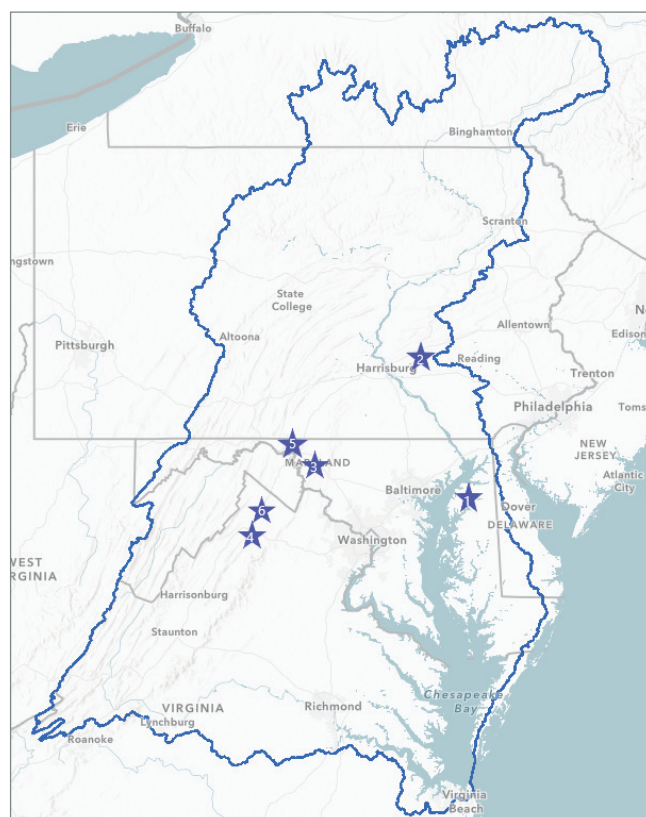 Buffalo
Erie
Binghamton
Scranton
ngstown
State
College
N
Allentown
Edison
Altoona
Pittsburgh
2
Reading
Harrisburg
Trenton
Philadelphia
Toms
5
NEW
JERSEY
3
MARYLAND
Atlantic
City
Baltimore
1
Dover
DELAWARE
6
4
Washington
WEST
VIRGINIA
Harrisonburg
Staunton
Chesapeake
Bay
VIRGINIA
Richmond
Lynchburg
Roanoke
Virginia
Beach